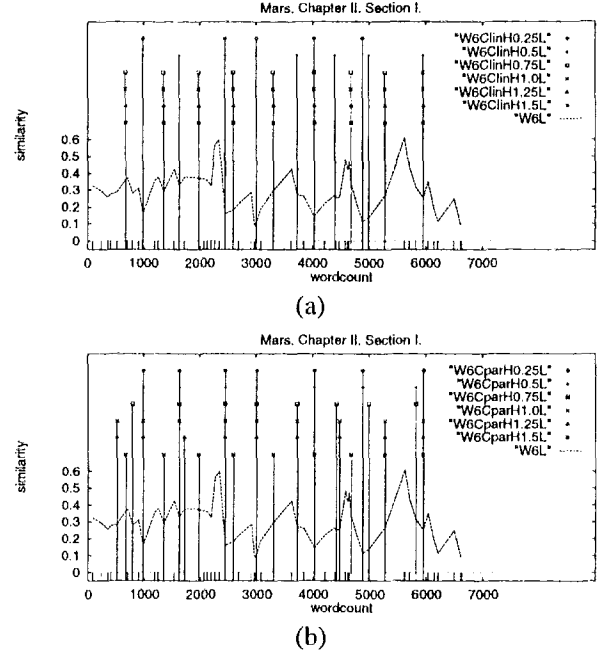 Mars. Chapter II. Section I.
"W6ClinH0.25L"
"W6ClinH0.5L"
"W6ClinH0.75L"
"W6ClinH1.0L"
"W6ClinH1.25L"
"W6ClinH1.5L"
"W6L"
similarity
0.6
0.5
0.4
0.3
0.2
0.1
0
0 1000 2000 3000 4000 5000 6000 7000
wordcount
(a)
Mars. Chapter II. Section I.
"W6CparH0.25L"
"W6CparH0.5L"
"W6CparH0.75L"
"W6CparH1.0L"
"W6CparH1.25L"
"W6CparH1.5L"
"W6L"
similarity
0.6
0.5
0.4
0.3
0.2
0.1
0
0 1000 2000 3000 4000 5000 6000 7000
wordcount
(b)